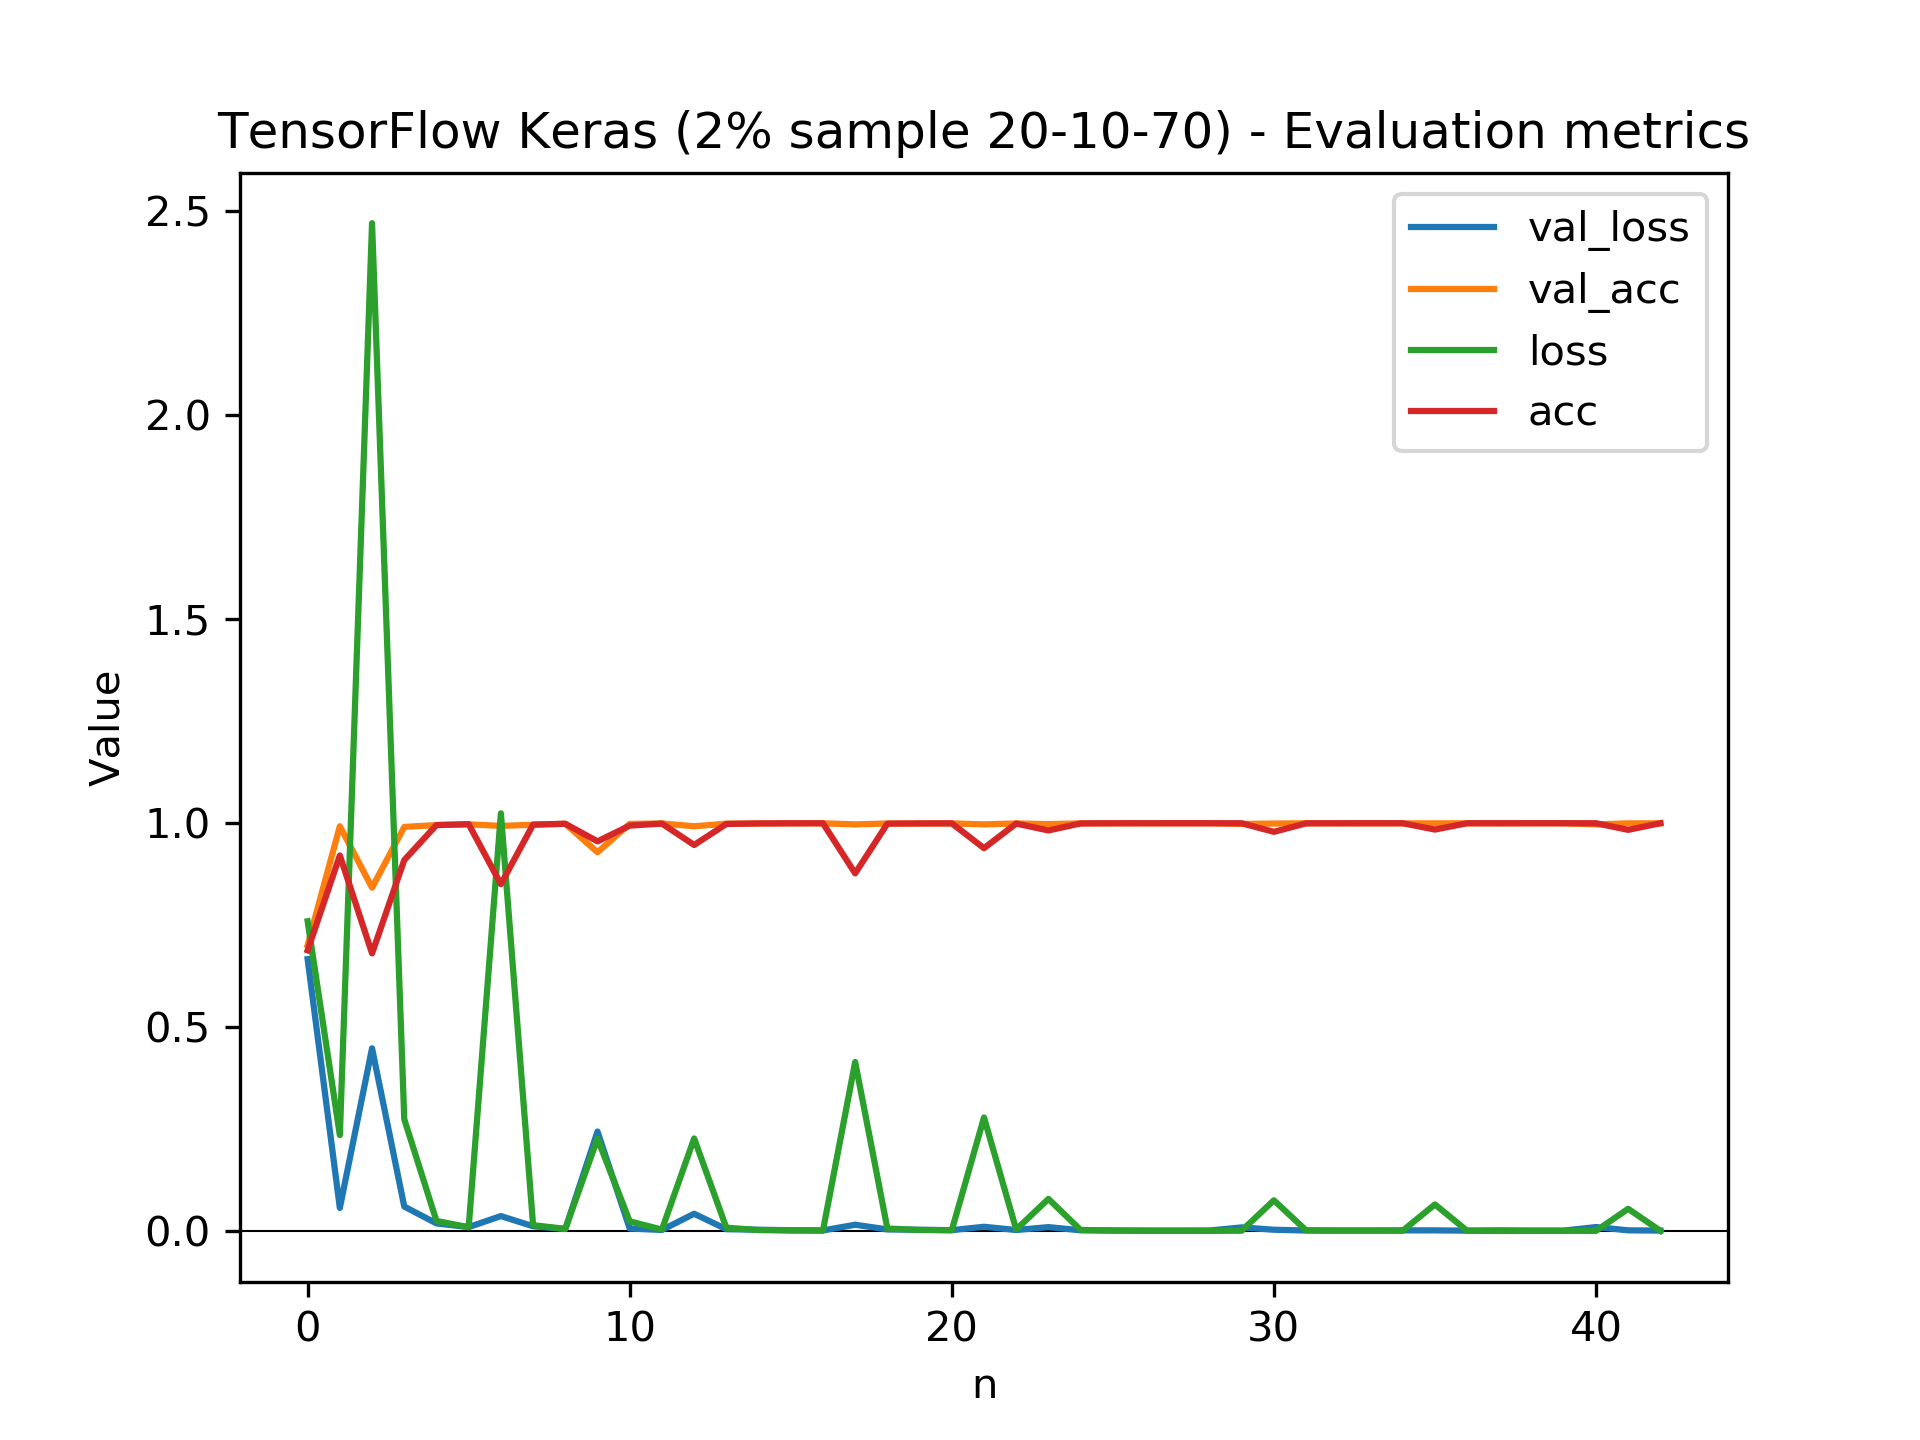 TensorFlow Keras (2% sample 20-10-70) - Evaluation metrics
2.5
2.0
1.5
1.0
0.5
0.0
Value
val_loss
val_acc
loss
acc
0 10 20 30 40
n